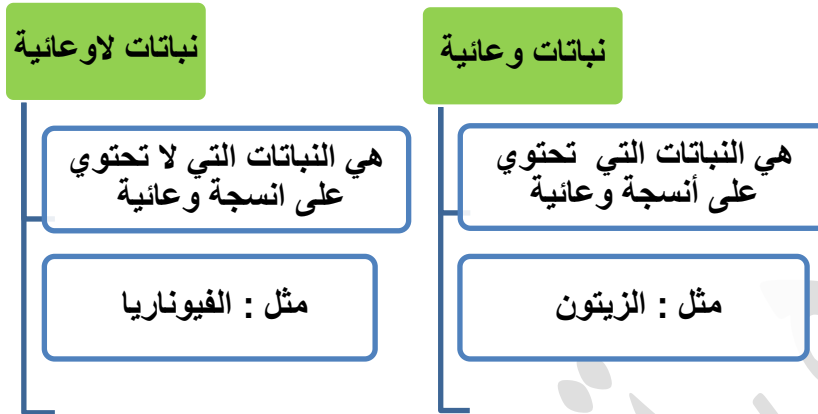 نباتات وعائية
هي النباتات التي تحتوي
على أنسجة وعائية
مثل : الزيتون
نباتات لاوعائية
هي النباتات التي لا تحتوي
على انسجة وعائية
مثل : الفيوناريا